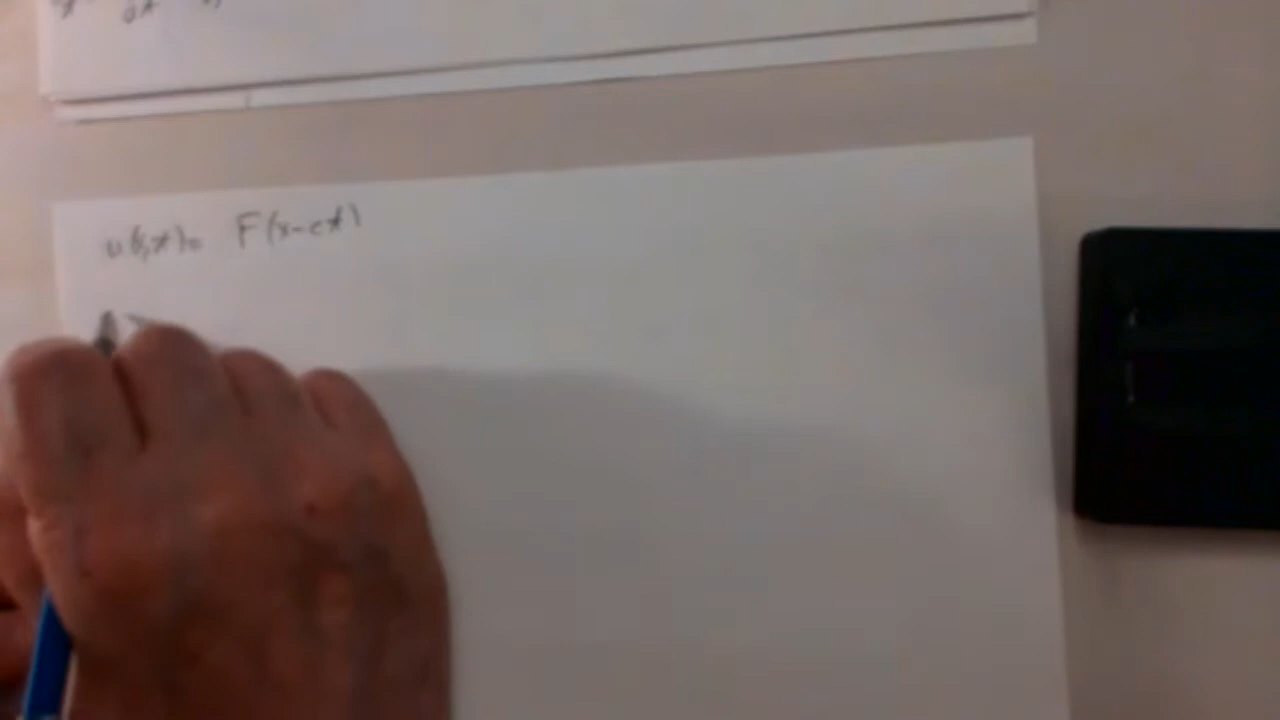 u(x,t) = F(x-ct)